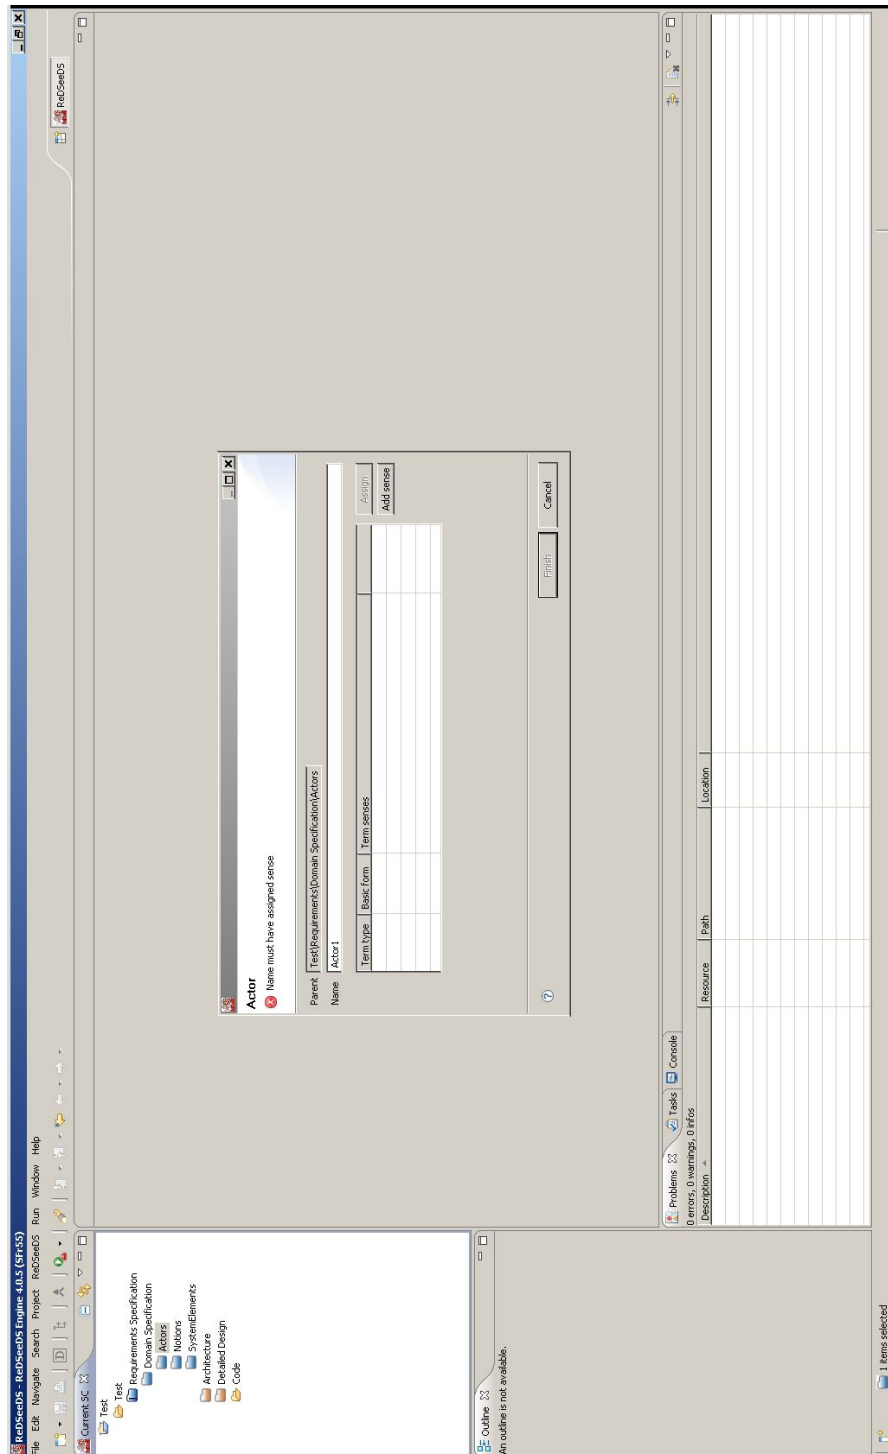 ReDSeeDS - ReDSeeDS Engine 4.0.5 (SFr55)
File Edit Navigate Search Project ReDSeeDS Run Window Help
ReDSeeDS
Current SC
Test
Test
Requirements Specification
Domain Specification
Actors
Notions
SystemElements
Architecture
Detailed Design
Code
Outline
An outline is not available.
Actor
Name must have assigned sense
Parent Test\Requirements\Domain Specification\Actors
Name Actor1
Term type Basic form Term senses
Assign
Add sense
Finish Cancel
Problems Tasks Console
0 errors, 0 warnings, 0 infos
Description Resource Path Location
1 items selected